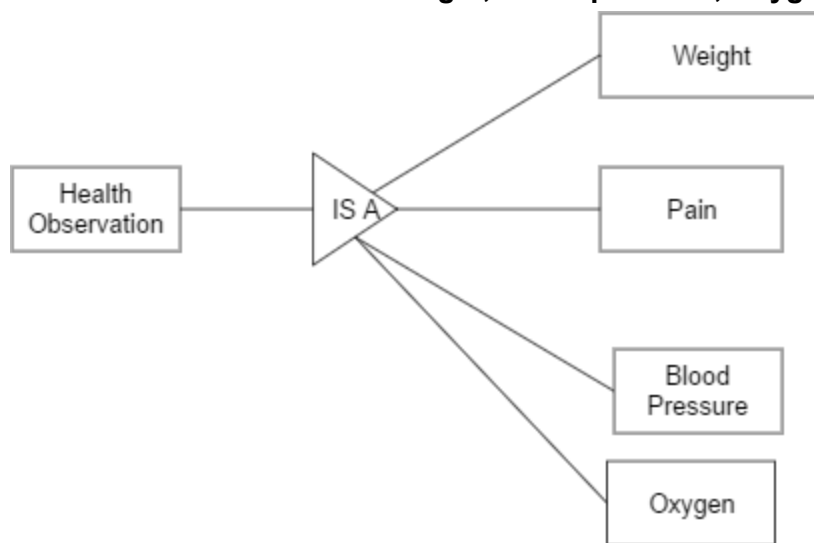 Weight
Health
Observation
IS A
Pain
Blood
Pressure
Oxygen